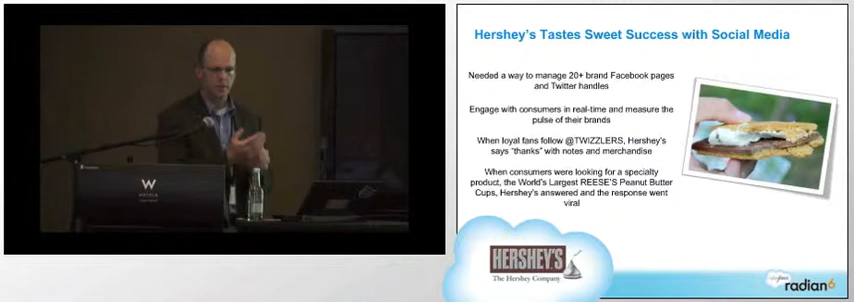 W
HOTELS
Hershey's Tastes Sweet Success with Social Media
Needed a way to manage 20+ brand Facebook pages
and Twitter handles
Engage with consumers in real-time and measure the
pulse of their brands
When loyal fans follow @TWIZZLERS, Hershey's
says "thanks" with notes and merchandise
When consumers were looking for a specialty
product, the World's Largest REESE'S Peanut Butter
Cups, Hershey's answered and the response went
viral
HERSHEY'S
The Hershey Company
radian6